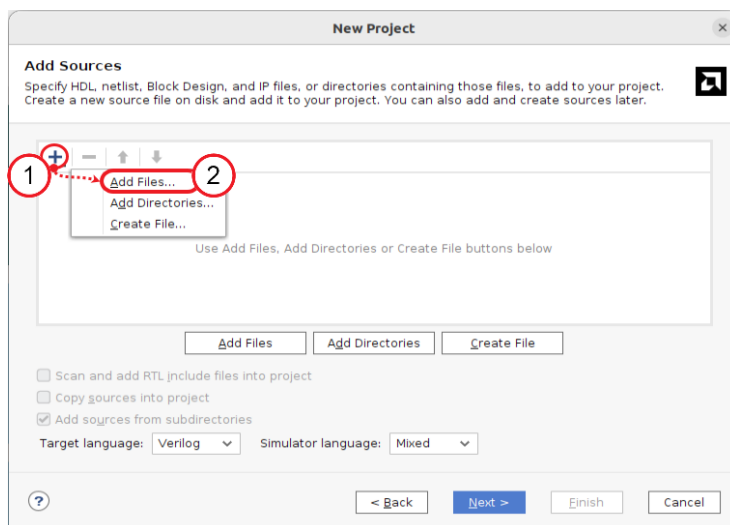 New Project
Add Sources
Specify HDL, netlist, Block Design, and IP files, or directories containing those files, to add to your project.
Create a new source file on disk and add it to your project. You can also add and create sources later.
1
Add Files...
2
Add Directories...
Create File...
Use Add Files, Add Directories or Create File buttons below
Add Files
Add Directories
Create File
Scan and add RTL include files into project
Copy sources into project
Add sources from subdirectories
Target language: Verilog
Simulator language: Mixed
?
< Back
Next >
Finish
Cancel